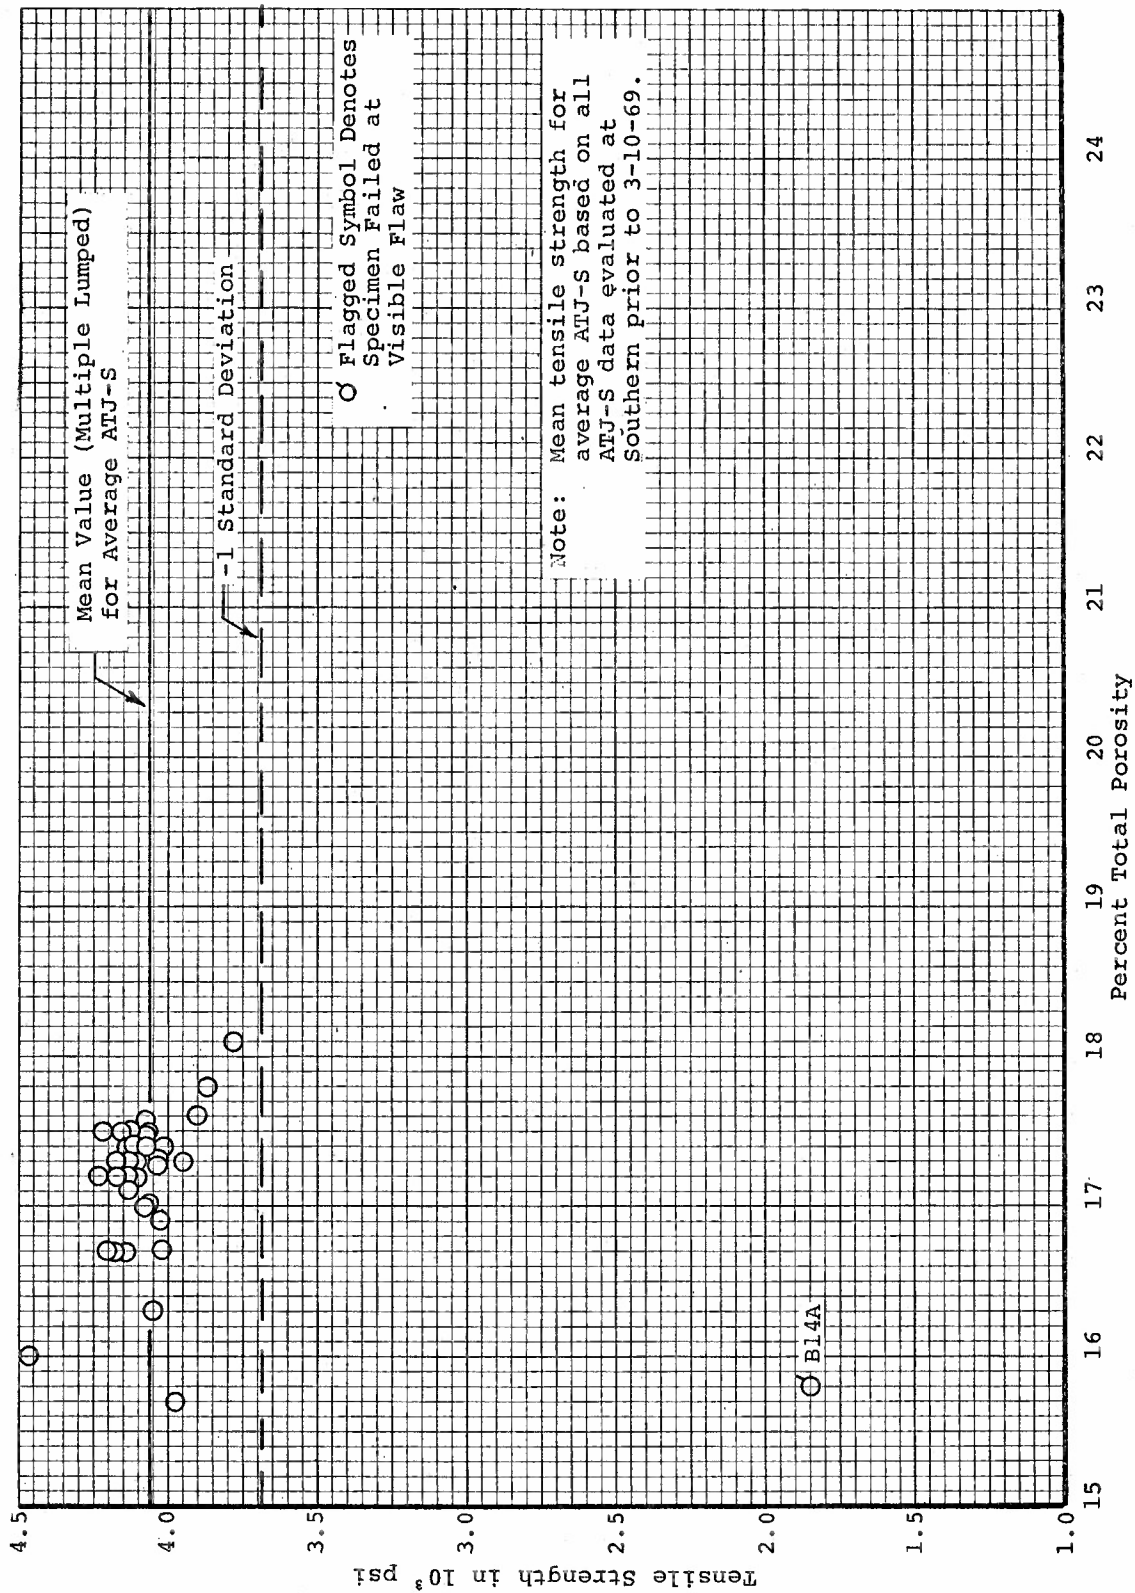 Mean Value (Multiple Lumped)
for Average ATJ-S
-1 Standard Deviation
Flagged Symbol Denotes
Specimen Failed at
Visible Flaw
Note: Mean tensile strength for
average ATJ-S based on all
ATJ-S data evaluated at
Southern prior to 3-10-69.
B14A
4.5
4.0
3.5
3.0
2.5
2.0
1.5
1.0
Tensile Strength in 10³ psi
15 16 17 18 19 20 21 22 23 24
Percent Total Porosity